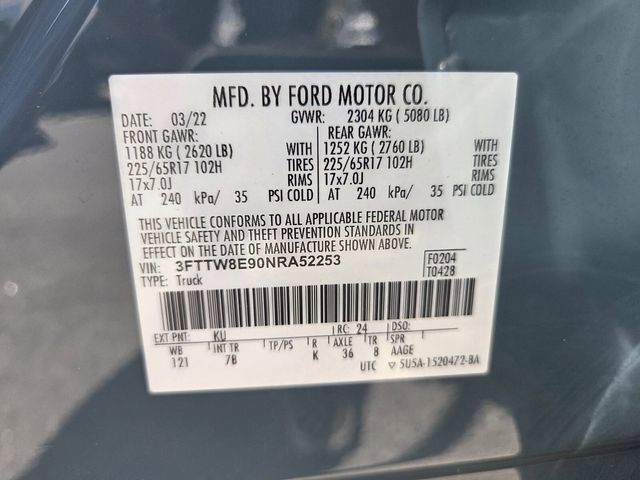 MFD. BY FORD MOTOR CO.
DATE: 03/22 GVWR: 2304 KG ( 5080 LB)
FRONT GAWR: REAR GAWR:
1188 KG ( 2620 LB) WITH 1252 KG ( 2760 LB) WITH
225/65R17 102H TIRES 225/65R17 102H TIRES
17x7.0J RIMS 17x7.0J RIMS
AT 240 kPa/ 35 PSI COLD AT 240 kPa/ 35 PSI COLD
THIS VEHICLE CONFORMS TO ALL APPLICABLE FEDERAL MOTOR
VEHICLE SAFETY AND THEFT PREVENTION STANDARDS IN
EFFECT ON THE DATE OF MANUFACTURE SHOWN ABOVE.
VIN: 3FTTW8E90NRA52253 F0204
TYPE: Truck T0428
EXT PNT: KU RC: 24 DSO:
WB INT TR TP/PS R AXLE TR SPR
121 7B K 36 8 AAGE
UTC ▽ 5U5A-1520472-BA